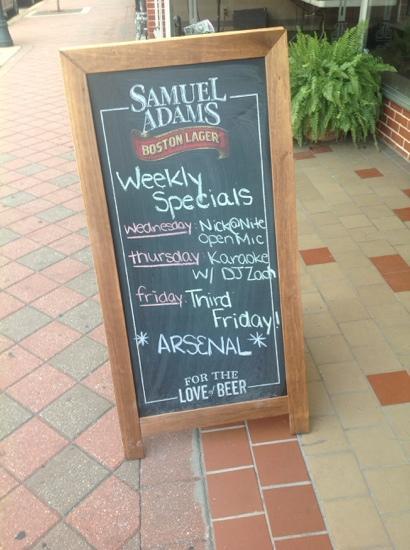 SAMUEL
ADAMS
BOSTON LAGER
Weekly
Specials
Wednesday: Nick@Nite
Open Mic
thursday: Karaoke
w/ DJ Zach
friday: Third
Friday!
* ARSENAL *
FOR THE
LOVE of BEER